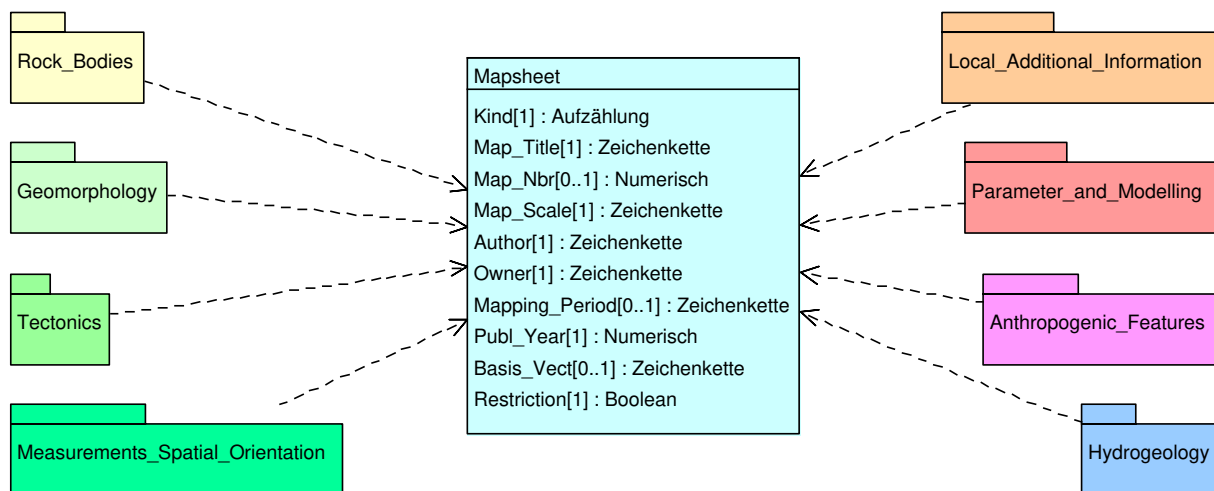 Rock_Bodies
Geomorphology
Tectonics
Measurements_Spatial_Orientation
Mapsheet
Kind[1] : Aufzählung
Map_Title[1] : Zeichenkette
Map_Nbr[0..1] : Numerisch
Map_Scale[1] : Zeichenkette
Author[1] : Zeichenkette
Owner[1] : Zeichenkette
Mapping_Period[0..1] : Zeichenkette
Publ_Year[1] : Numerisch
Basis_Vect[0..1] : Zeichenkette
Restriction[1] : Boolean
Local_Additional_Information
Parameter_and_Modelling
Anthropogenic_Features
Hydrogeology